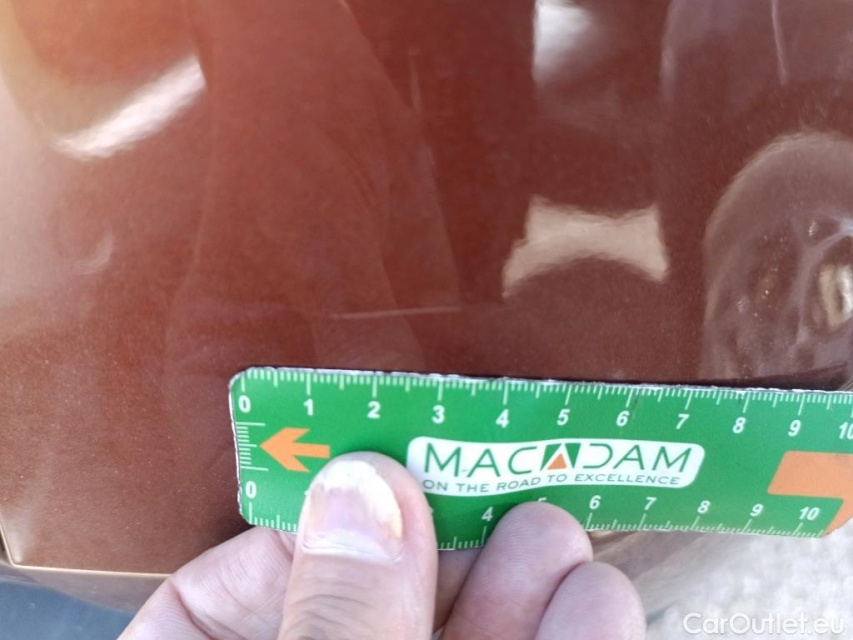 0 1 2 3 4 5 6 7 8 9 10
MACADAM
ON THE ROAD TO EXCELLENCE
0 4 5 6 7 8 9 10
CarOutlet.eu